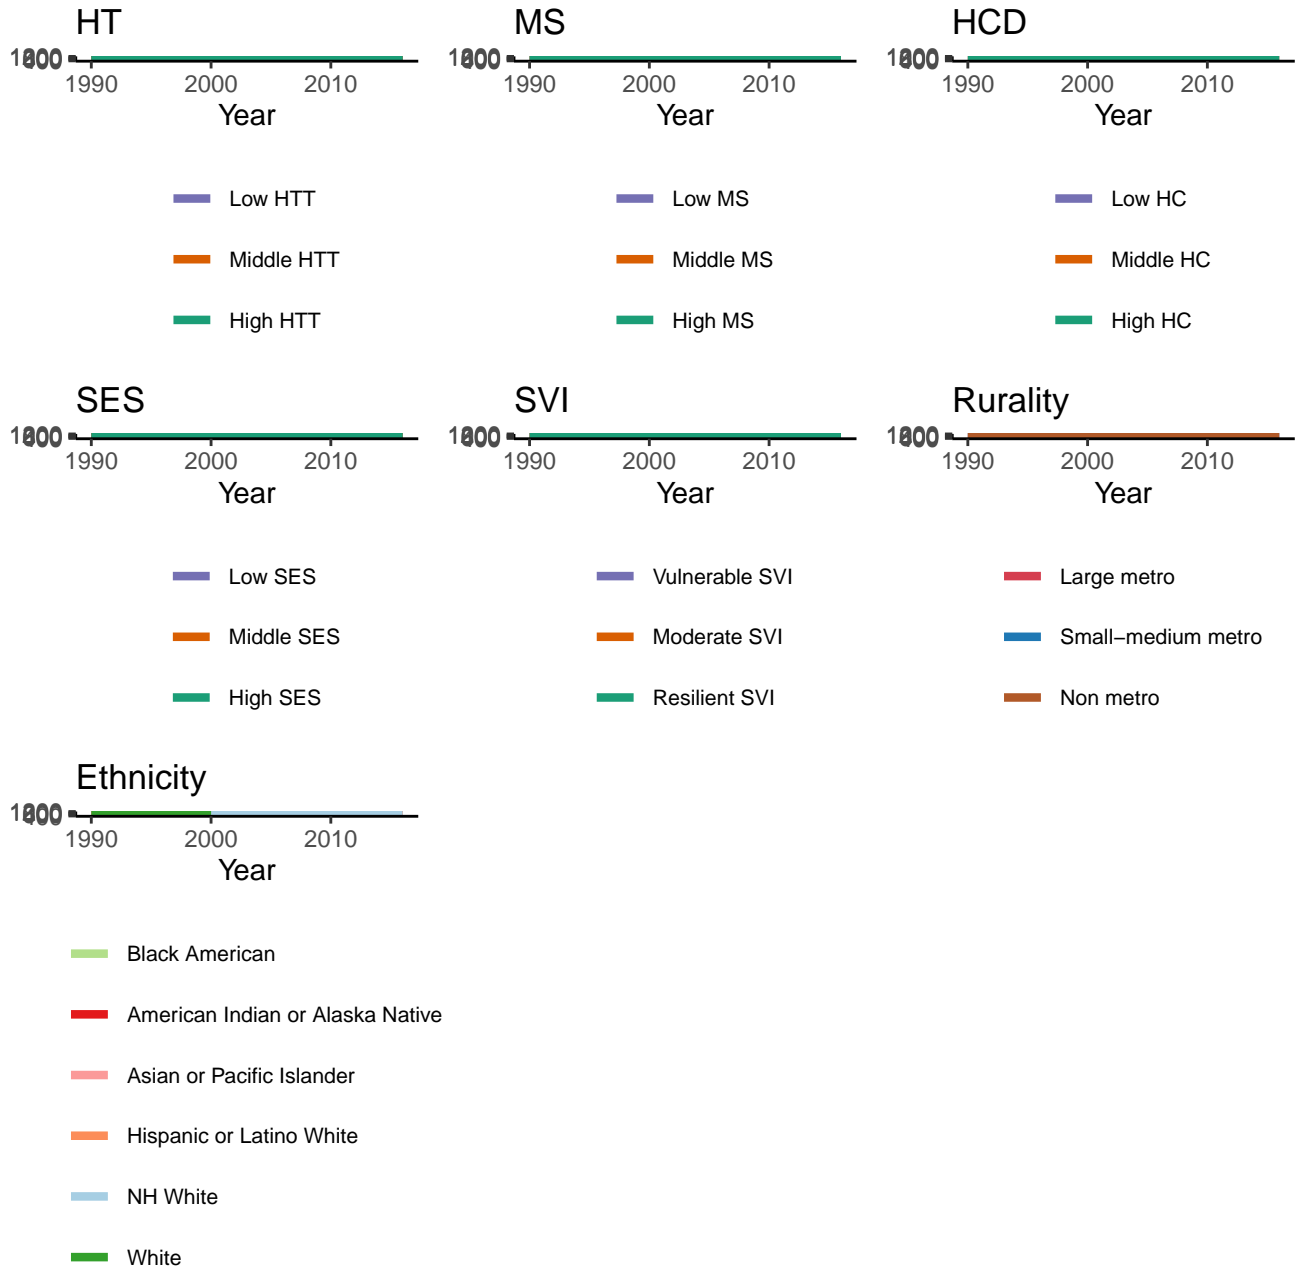 HT
1990 2000 2010
Year
Low HTT
Middle HTT
High HTT
MS
1990 2000 2010
Year
Low MS
Middle MS
High MS
HCD
1990 2000 2010
Year
Low HC
Middle HC
High HC
SES
1990 2000 2010
Year
Low SES
Middle SES
High SES
SVI
1990 2000 2010
Year
Vulnerable SVI
Moderate SVI
Resilient SVI
Rurality
1990 2000 2010
Year
Large metro
Small−medium metro
Non metro
Ethnicity
1990 2000 2010
Year
Black American
American Indian or Alaska Native
Asian or Pacific Islander
Hispanic or Latino White
NH White
White